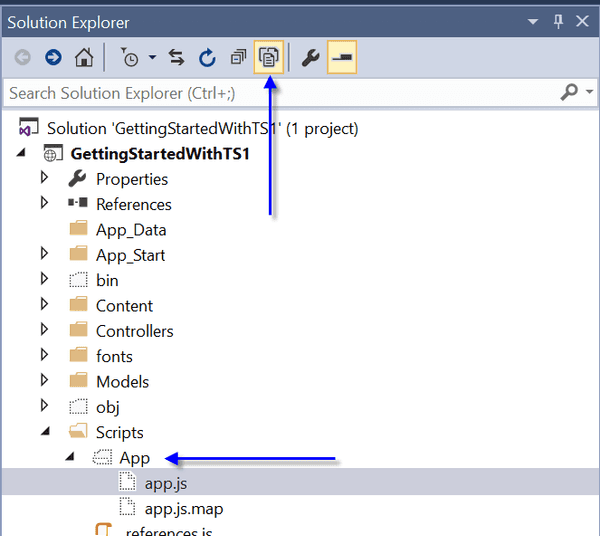 Solution Explorer
Search Solution Explorer (Ctrl+;)
Solution 'GettingStartedWithTS1' (1 project)
GettingStartedWithTS1
Properties
References
App_Data
App_Start
bin
Content
Controllers
fonts
Models
obj
Scripts
App
app.js
app.js.map
_references.js